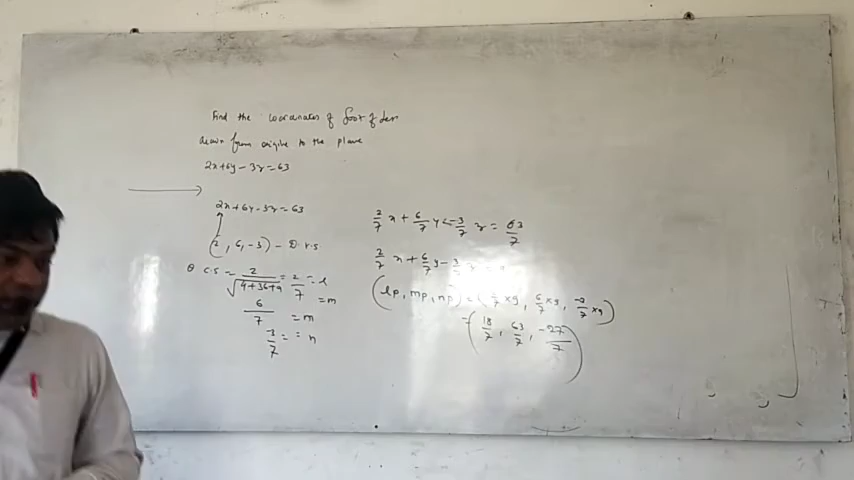 Find the coordinates of foot of der
drawn from origine to the plane
2x+6y-3z=63
2x+6y-3z=63
(2, 6, -3) - D.r.s
D C.S = 2/√(4+36+9) = 2/7 = l
= m
6/7 = m
-3/7 = = n
2/7 x + 6/7 y + -3/7 z = 63/7
2/7 x + 6/7 y - 3/7
(lp, mp, np) = (2/7 ×9, 6/7 ×9, -3/7 ×9)
= (18/7, 63/7, -27/7)